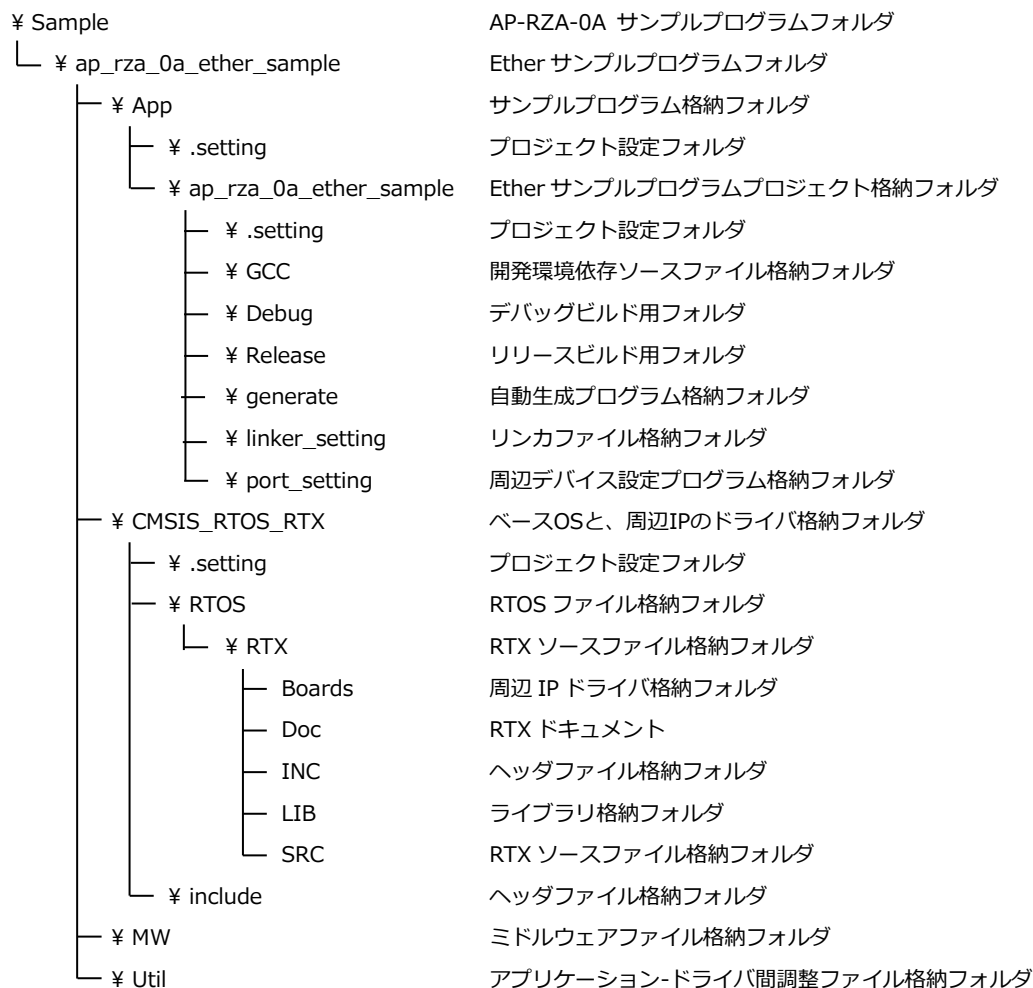 ¥ Sample AP-RZA-0A サンプルプログラムフォルダ
¥ ap_rza_0a_ether_sample Ether サンプルプログラムフォルダ
¥ App サンプルプログラム格納フォルダ
¥ .setting プロジェクト設定フォルダ
¥ ap_rza_0a_ether_sample Ether サンプルプログラムプロジェクト格納フォルダ
¥ .setting プロジェクト設定フォルダ
¥ GCC 開発環境依存ソースファイル格納フォルダ
¥ Debug デバッグビルド用フォルダ
¥ Release リリースビルド用フォルダ
¥ generate 自動生成プログラム格納フォルダ
¥ linker_setting リンカファイル格納フォルダ
¥ port_setting 周辺デバイス設定プログラム格納フォルダ
¥ CMSIS_RTOS_RTX ベースOSと、周辺IPのドライバ格納フォルダ
¥ .setting プロジェクト設定フォルダ
¥ RTOS RTOS ファイル格納フォルダ
¥ RTX RTX ソースファイル格納フォルダ
Boards 周辺 IP ドライバ格納フォルダ
Doc RTX ドキュメント
INC ヘッダファイル格納フォルダ
LIB ライブラリ格納フォルダ
SRC RTX ソースファイル格納フォルダ
¥ include ヘッダファイル格納フォルダ
¥ MW ミドルウェアファイル格納フォルダ
¥ Util アプリケーション-ドライバ間調整ファイル格納フォルダ